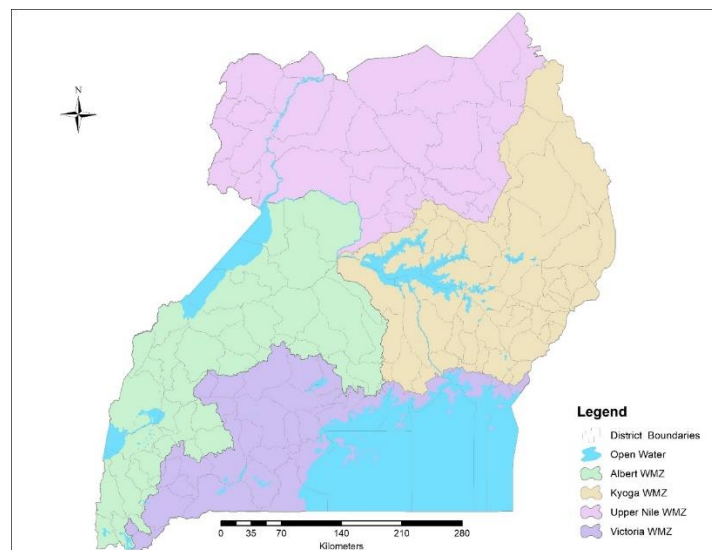 N
Legend
District Boundaries
Open Water
Albert WMZ
Kyoga WMZ
Upper Nile WMZ
Victoria WMZ
0 35 70 140 210 280
Kilometers